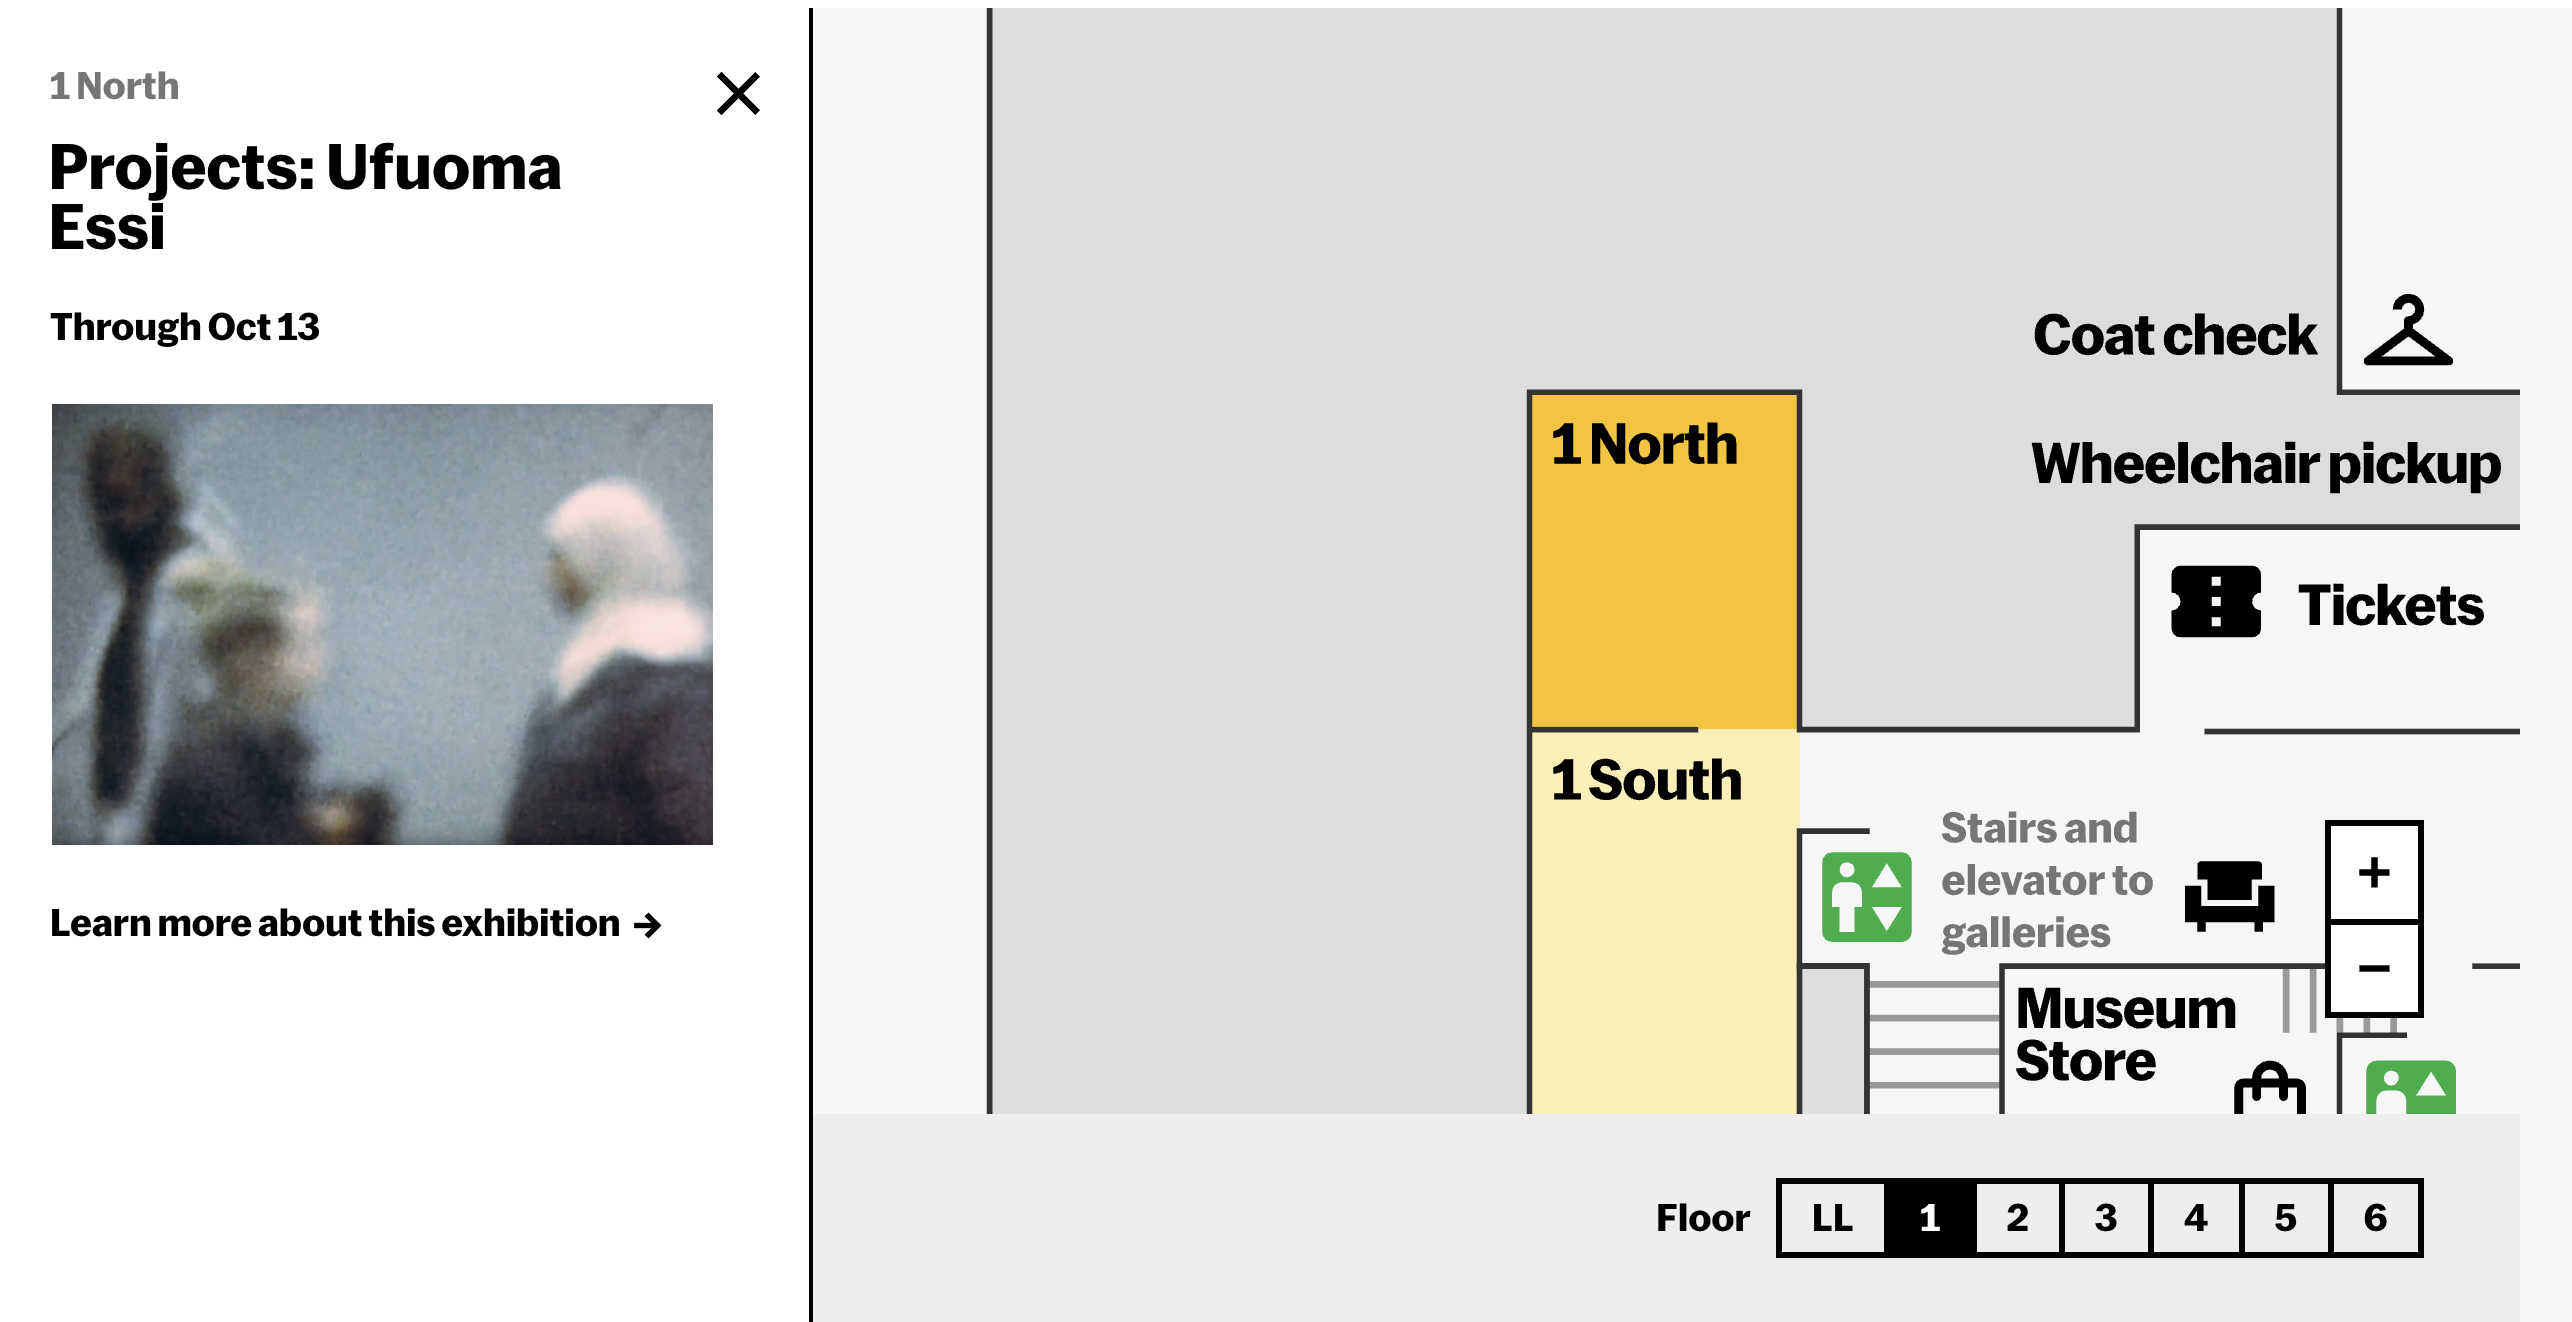 1 North
Projects: Ufuoma
Essi
Through Oct 13
Learn more about this exhibition →
Coat check
1 North
Wheelchair pickup
Tickets
1 South
Stairs and
elevator to
galleries
+
−
Museum
Store
Floor LL 1 2 3 4 5 6